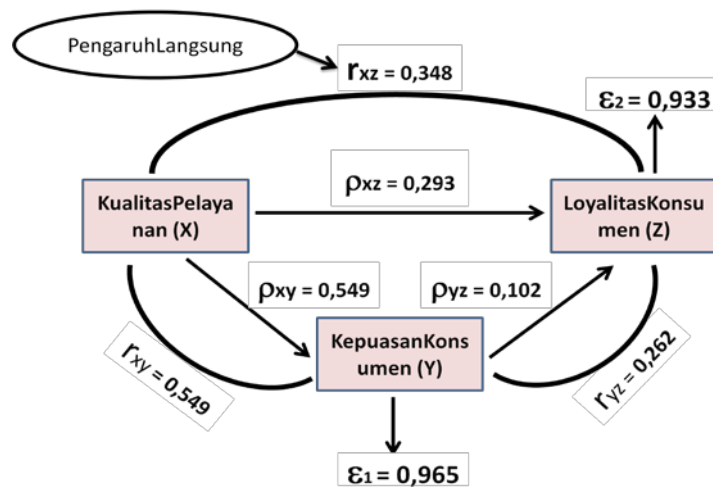 PengaruhLangsung
rxz = 0,348
ε2 = 0,933
ρxz = 0,293
KualitasPelaya
nan (X)
LoyalitasKonsu
men (Z)
ρxy = 0,549
ρyz = 0,102
KepuasanKons
umen (Y)
rxy = 0,549
ryz = 0,262
ε1 = 0,965